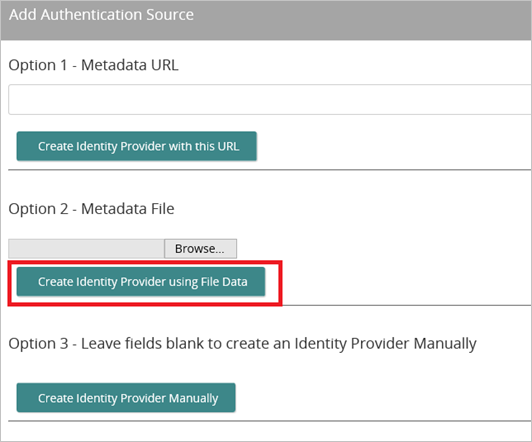 Add Authentication Source
Option 1 - Metadata URL
Create Identity Provider with this URL
Option 2 - Metadata File
Browse...
Create Identity Provider using File Data
Option 3 - Leave fields blank to create an Identity Provider Manually
Create Identity Provider Manually